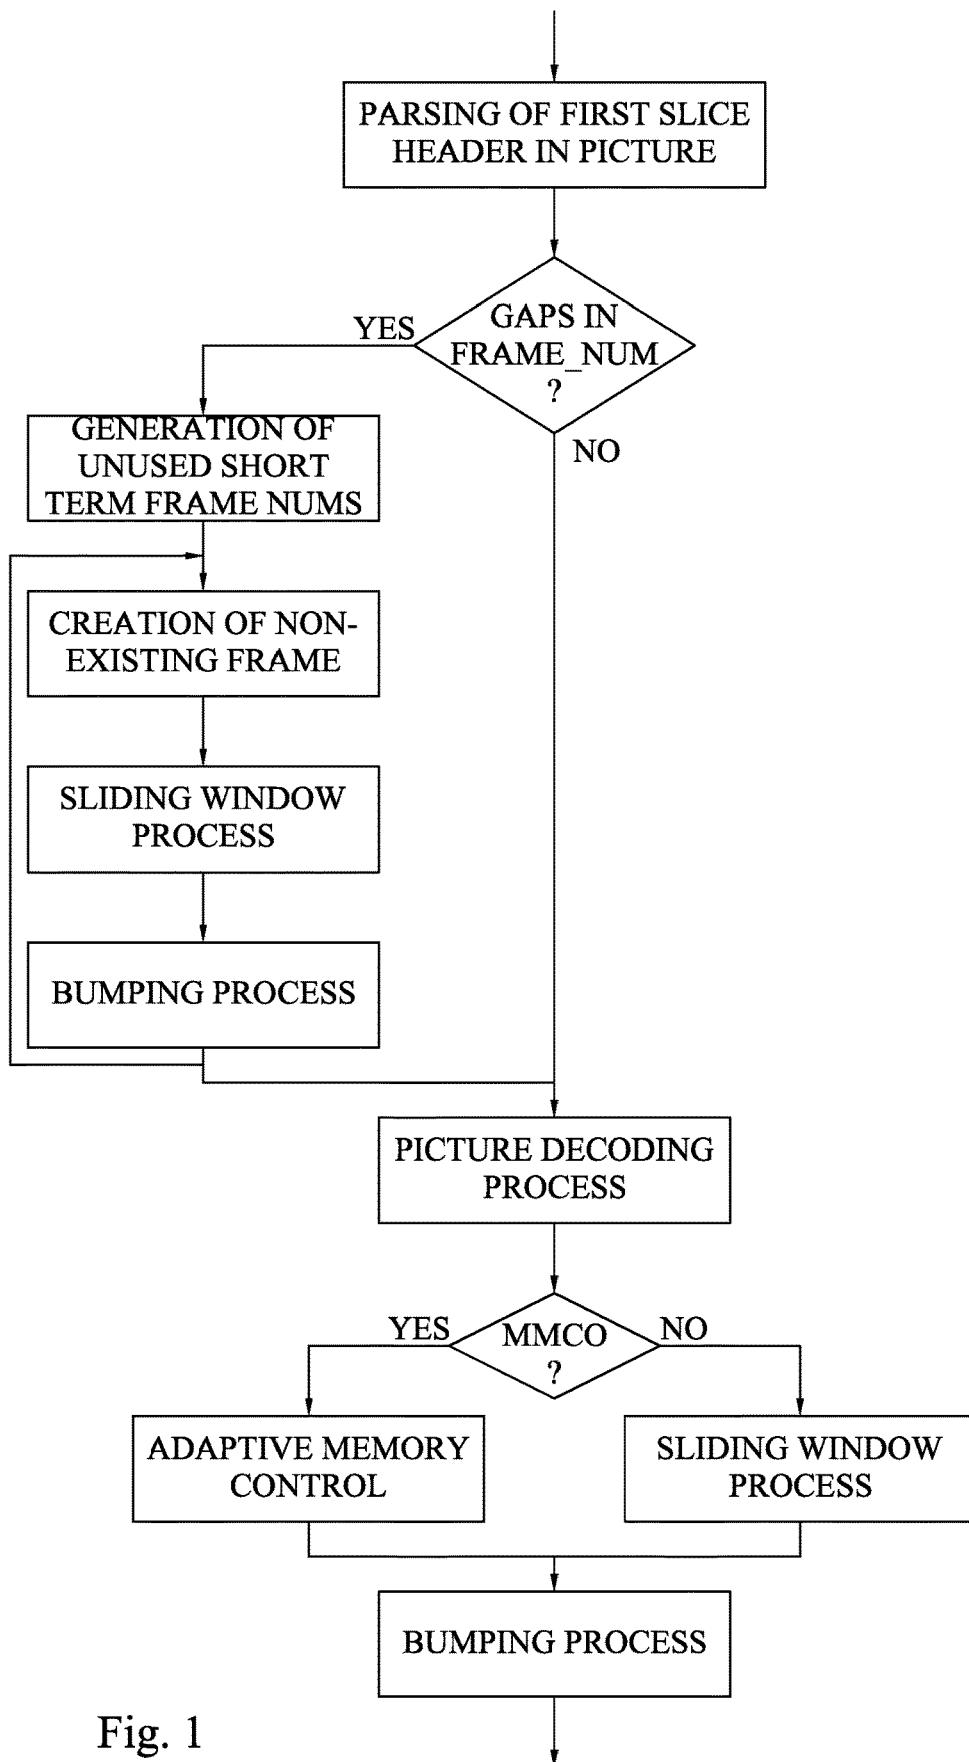 PARSING OF FIRST SLICE
HEADER IN PICTURE
GAPS IN
FRAME_NUM
?
YES
NO
GENERATION OF
UNUSED SHORT
TERM FRAME NUMS
CREATION OF NON-
EXISTING FRAME
SLIDING WINDOW
PROCESS
BUMPING PROCESS
PICTURE DECODING
PROCESS
MMCO
?
YES
NO
ADAPTIVE MEMORY
CONTROL
SLIDING WINDOW
PROCESS
BUMPING PROCESS
Fig. 1